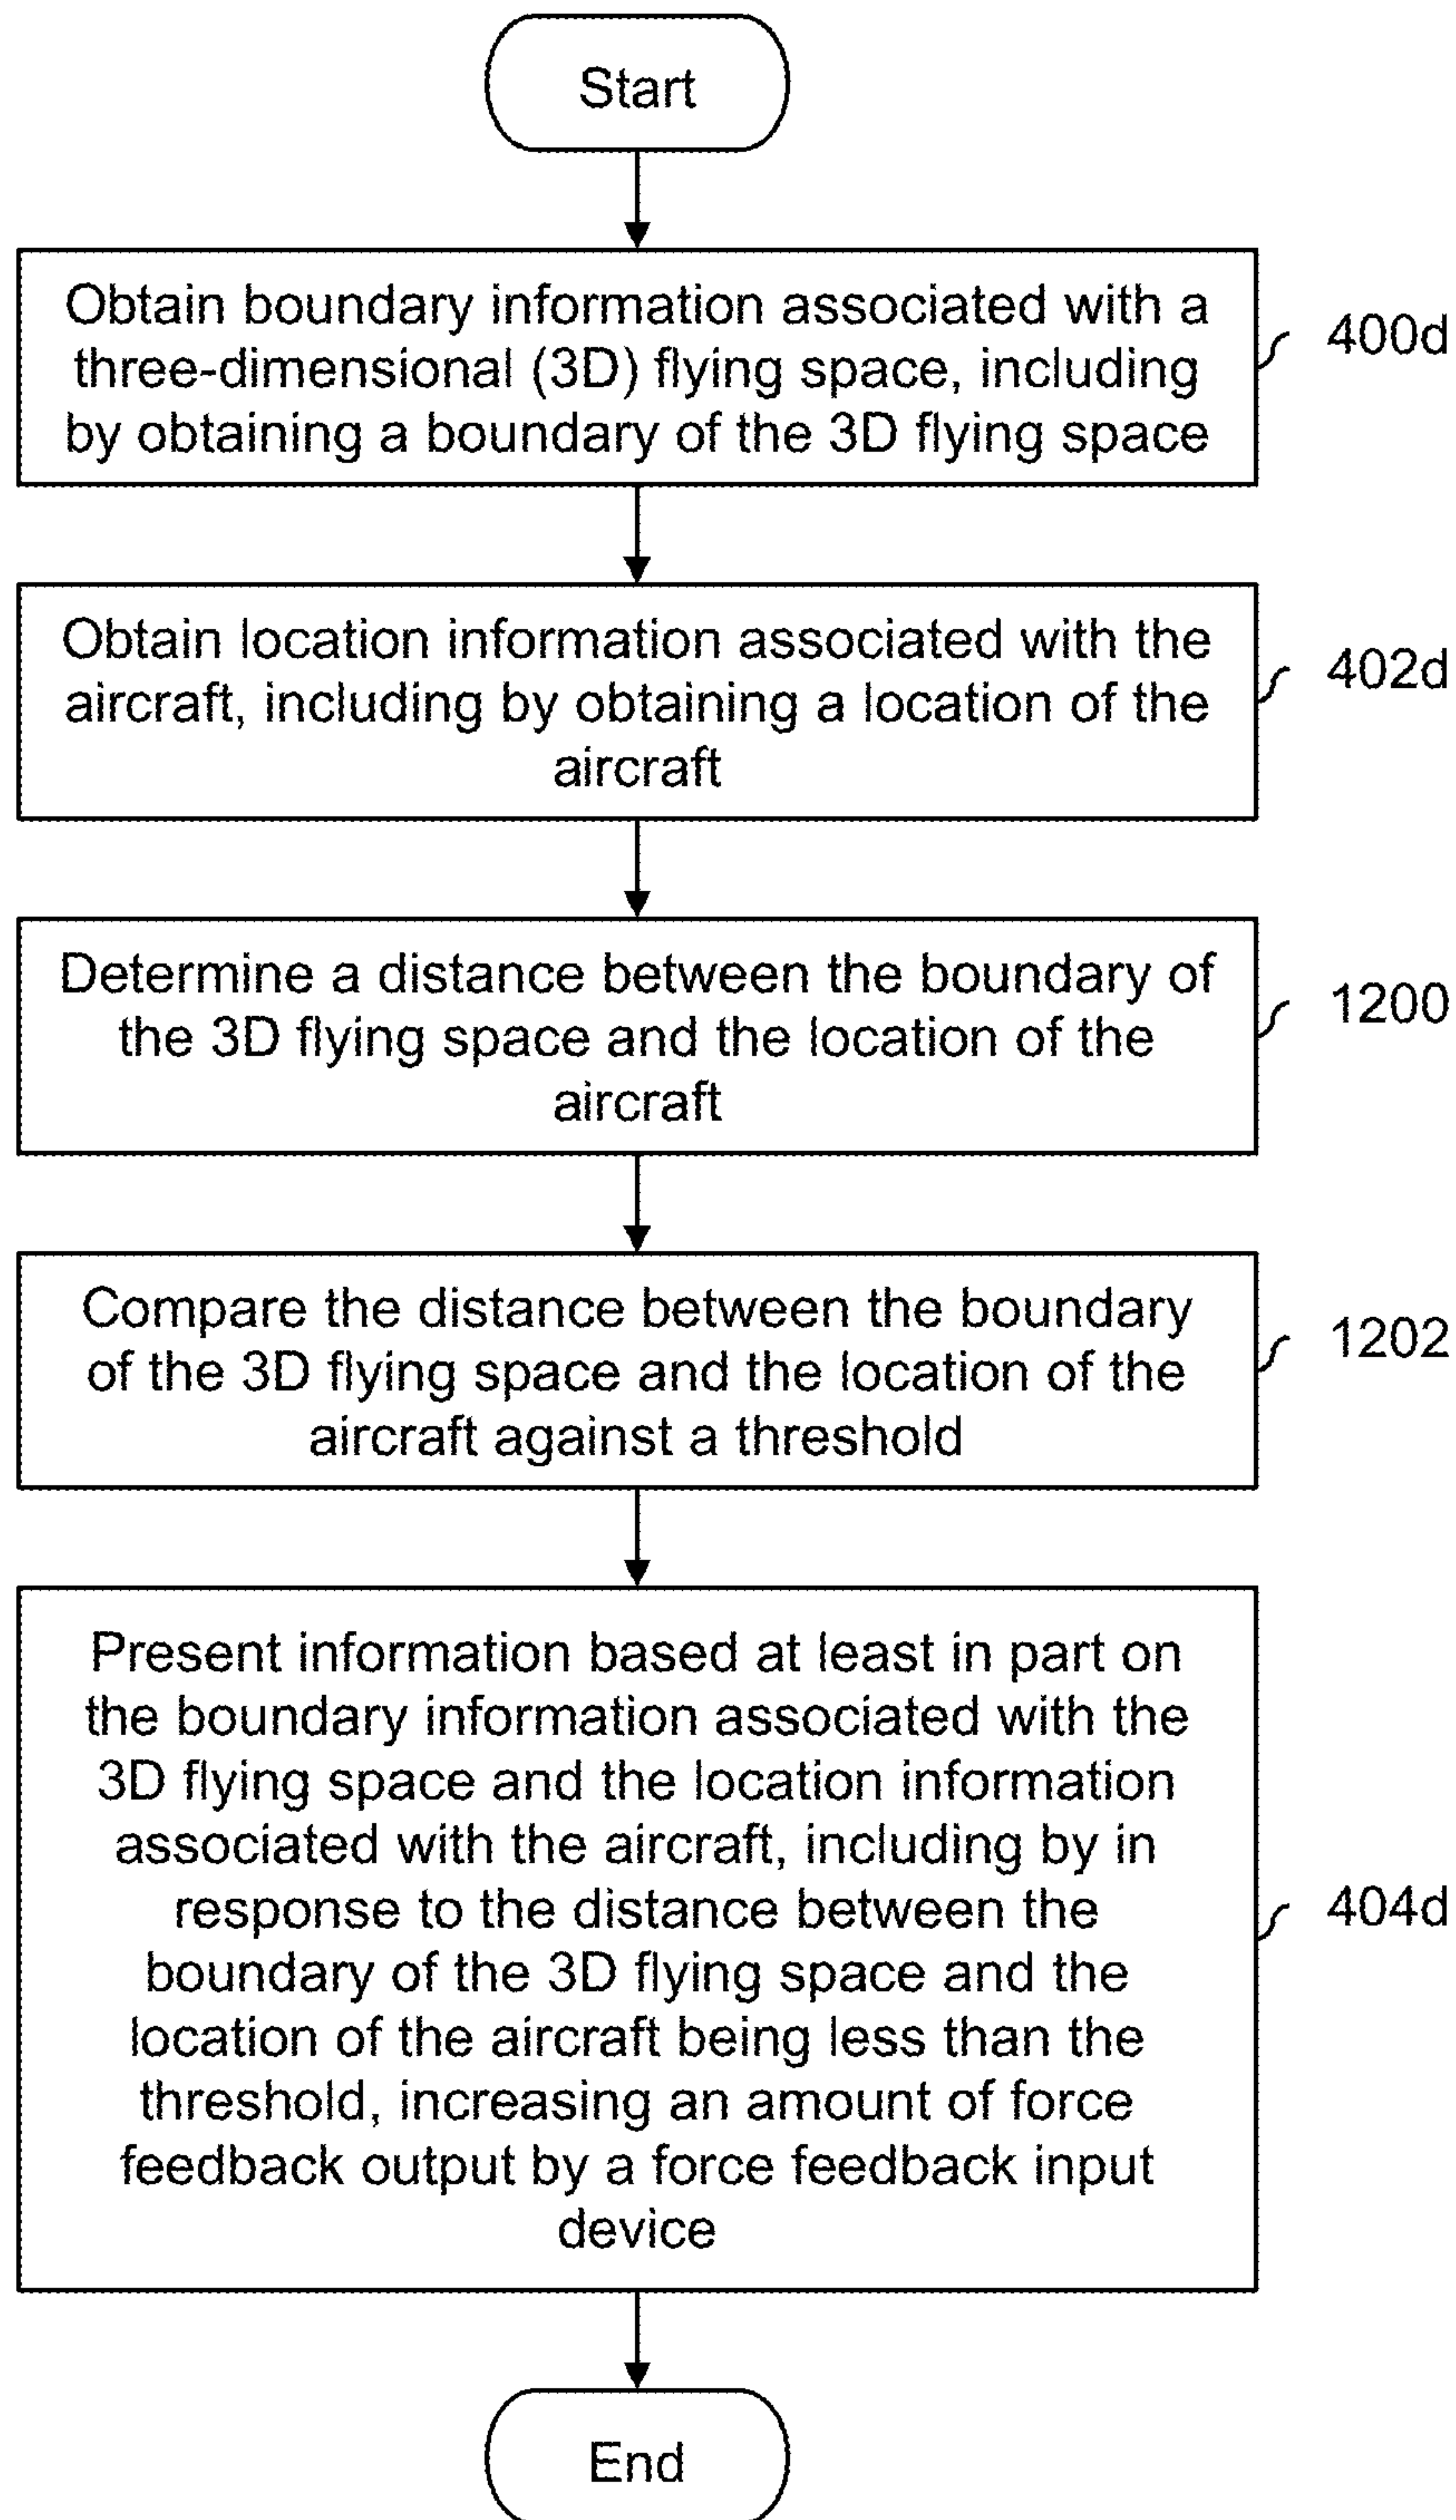 Start
Obtain boundary information associated with a
three-dimensional (3D) flying space, including
by obtaining a boundary of the 3D flying space
400d
Obtain location information associated with the
aircraft, including by obtaining a location of the
aircraft
402d
Determine a distance between the boundary of
the 3D flying space and the location of the
aircraft
1200
Compare the distance between the boundary
of the 3D flying space and the location of the
aircraft against a threshold
1202
Present information based at least in part on
the boundary information associated with the
3D flying space and the location information
associated with the aircraft, including by in
response to the distance between the
boundary of the 3D flying space and the
location of the aircraft being less than the
threshold, increasing an amount of force
feedback output by a force feedback input
device
404d
End